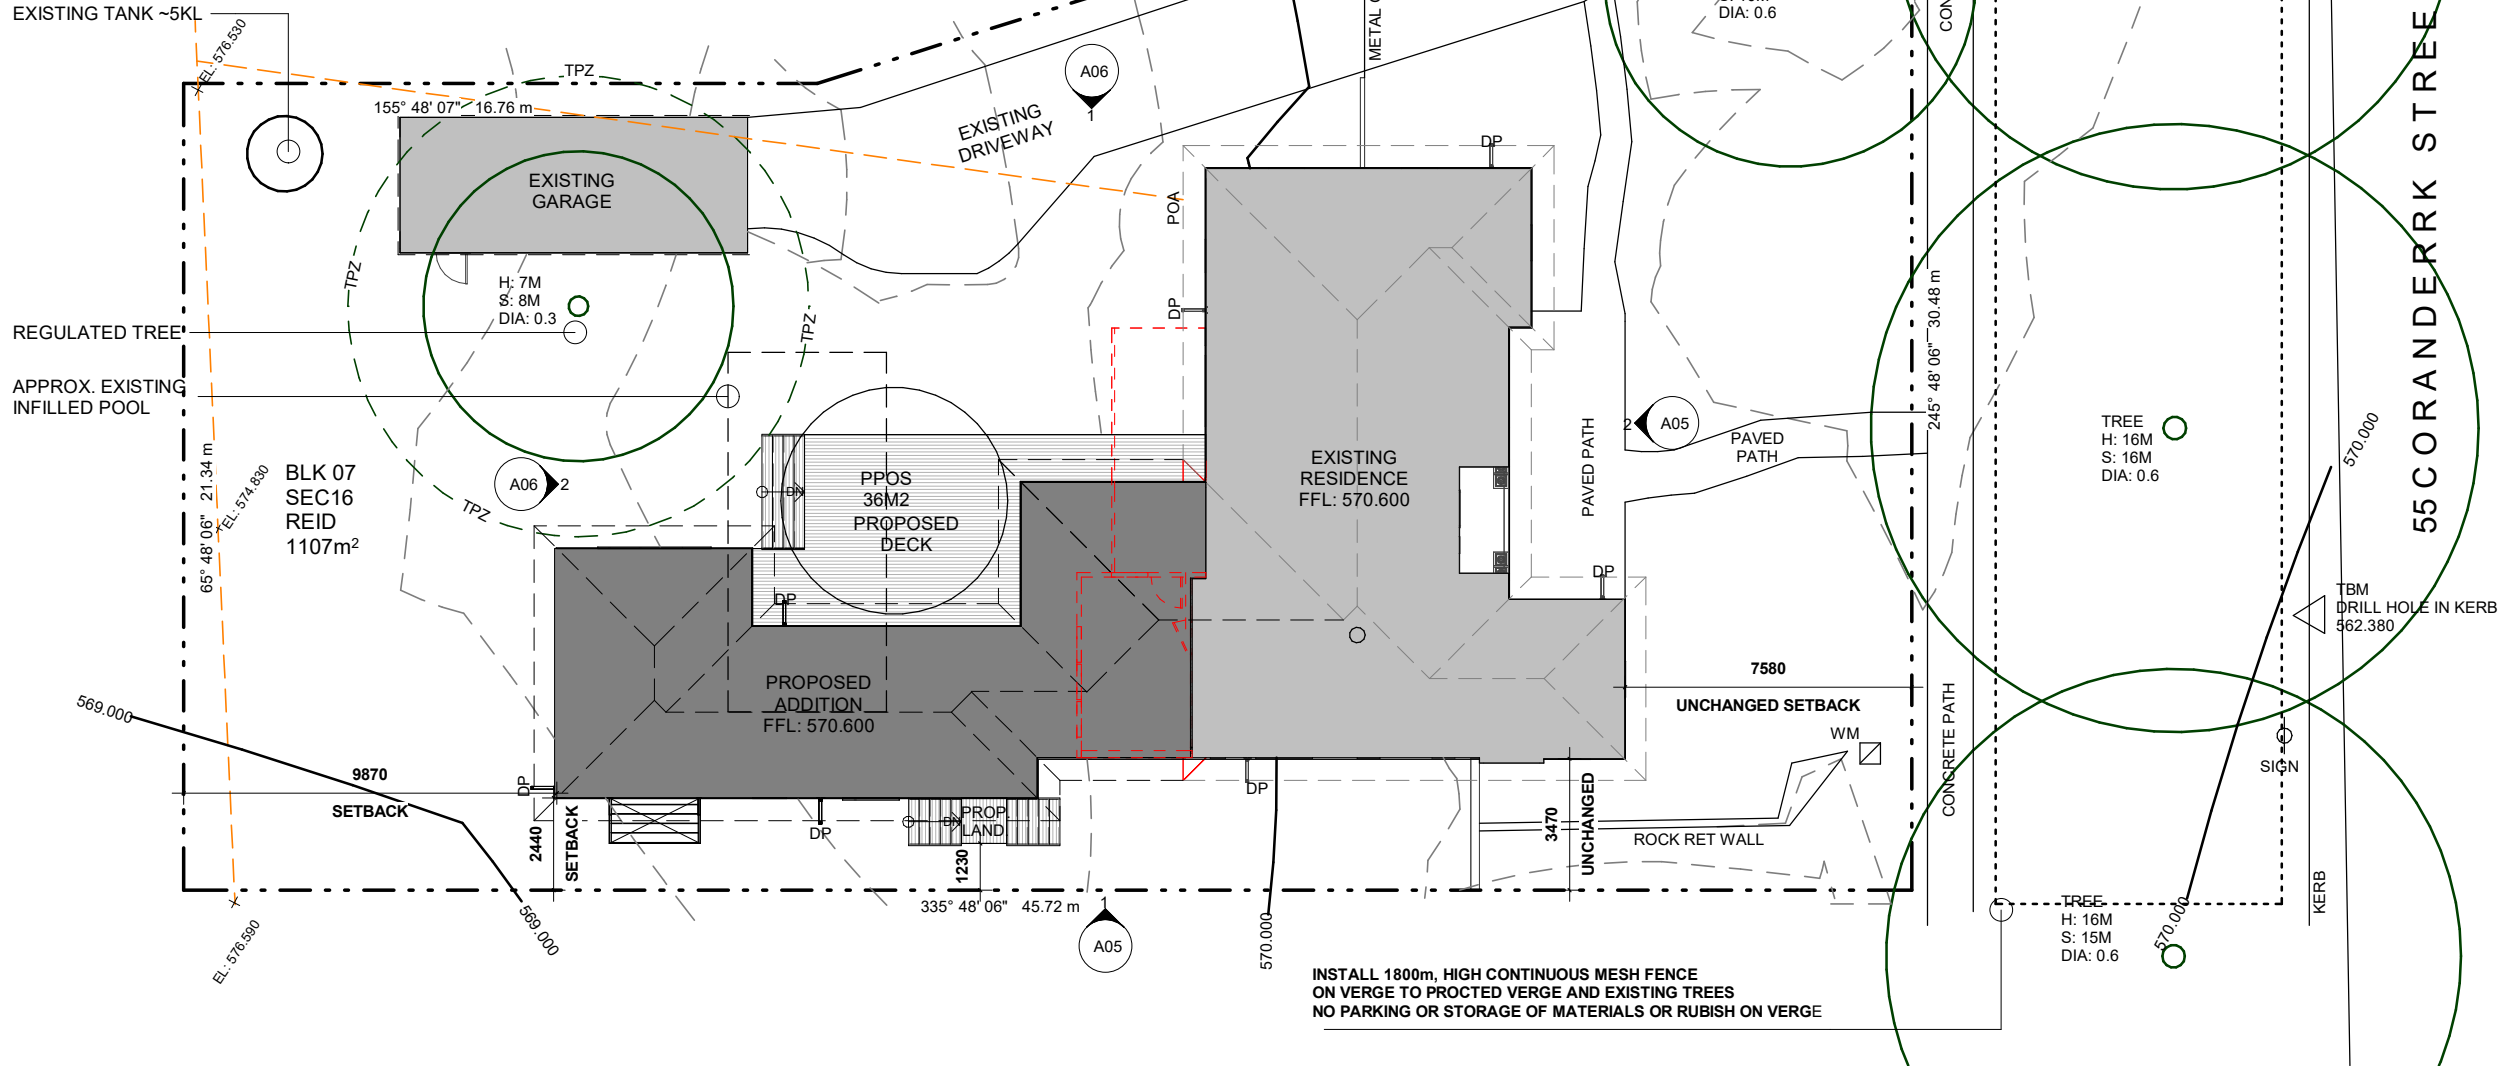 EXISTING TANK ~5KL
EL: 576.530
TPZ
155° 48' 07"  16.76 m
A06
1
EXISTING
DRIVEWAY
DIA: 0.6
EXISTING
GARAGE
TPZ
H: 7M
S: 8M
DIA: 0.3
TPZ
REGULATED TREE
APPROX. EXISTING
INFILLED POOL
POA
DP
DP
65° 48' 06"  21.34 m
EL: 574.830
BLK 07
SEC16
REID
1107m²
TPZ
A06
2
DN
PPOS
36M2
PROPOSED
DECK
DP
EXISTING
RESIDENCE
FFL: 570.600
PAVED PATH
2
A05
PAVED
PATH
245° 48' 06"  30.48 m
TREE
H: 16M
S: 16M
DIA: 0.6
55 CORANDERRK STREE
570.000
DP
TBM
DRILL HOLE IN KERB
562.380
PROPOSED
ADDITION
FFL: 570.600
7580
UNCHANGED SETBACK
WM
CONCRETE PATH
SIGN
569.000
9870
SETBACK
DP
2440
SETBACK
DP
DN
PROP.
LAND
1230
DP
3470
UNCHANGED
ROCK RET WALL
KERB
335° 48' 06"  45.72 m
1
A05
569.000
EL: 576.590
570.000
570.000
TREE
H: 16M
S: 15M
DIA: 0.6
INSTALL 1800m, HIGH CONTINUOUS MESH FENCE
ON VERGE TO PROCTED VERGE AND EXISTING TREES
NO PARKING OR STORAGE OF MATERIALS OR RUBISH ON VERGE